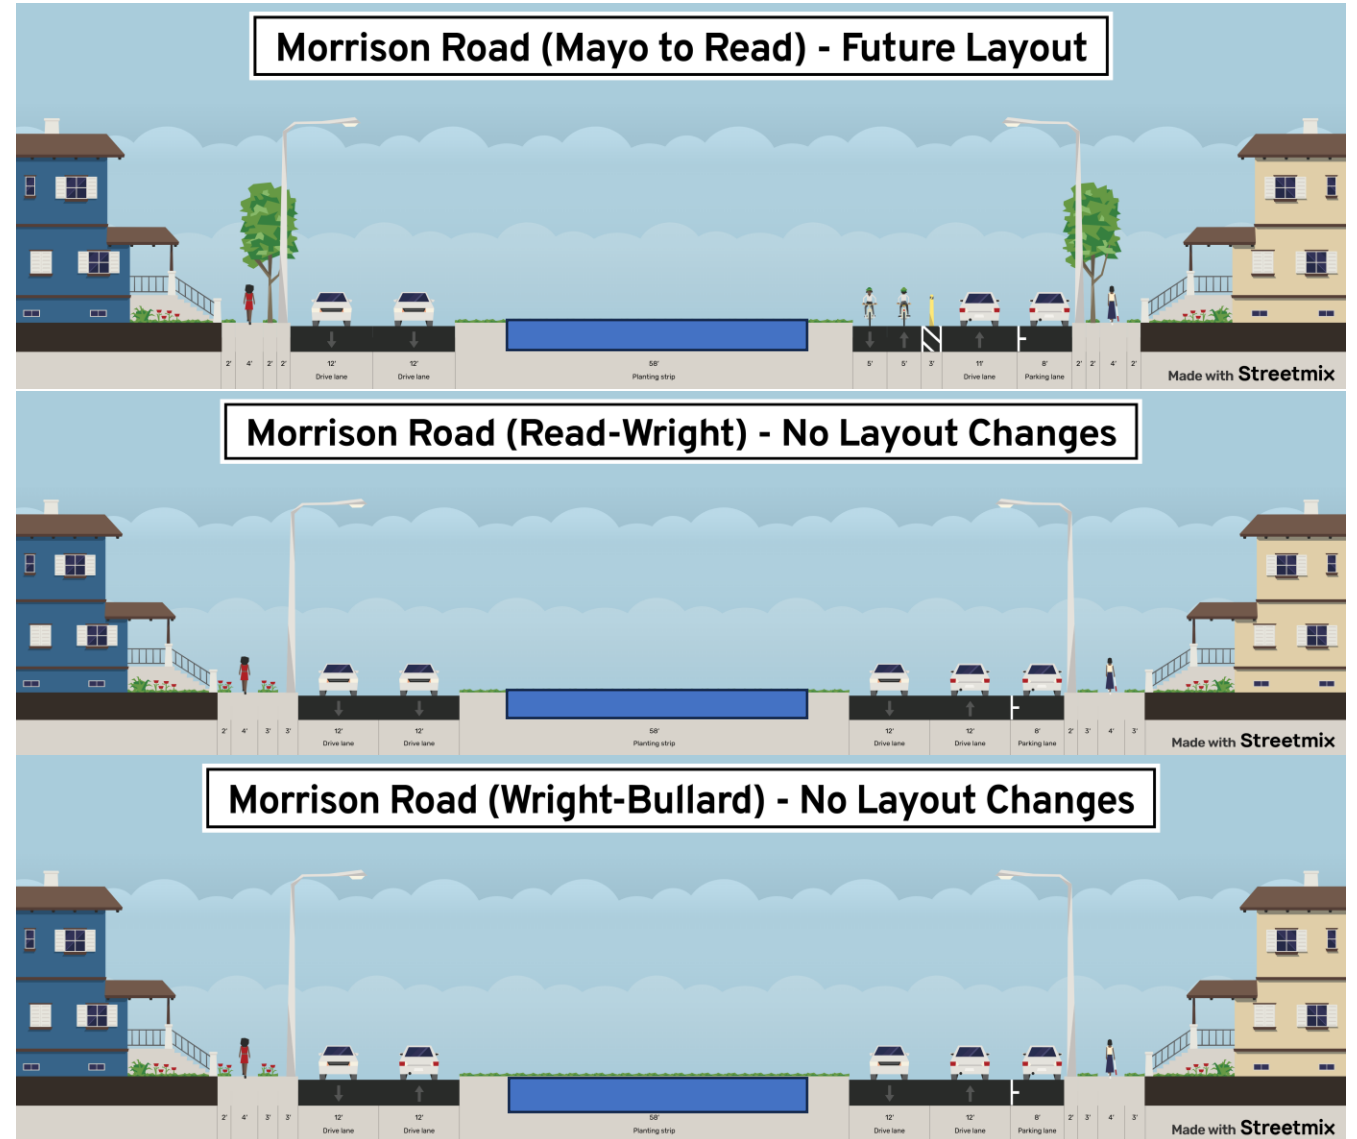 Morrison Road (Mayo to Read) - Future Layout
2' 4' 2' 2' 12' 12' 58' 5' 5' 3' 11' 8' 2' 2' 4' 2'
Drive lane Drive lane Planting strip Drive lane Parking lane
Made with Streetmix
Morrison Road (Read-Wright) - No Layout Changes
2' 4' 3' 3' 12' 12' 58' 12' 12' 8' 2' 3' 4' 3'
Drive lane Drive lane Planting strip Drive lane Drive lane Parking lane
Made with Streetmix
Morrison Road (Wright-Bullard) - No Layout Changes
2' 4' 3' 3' 12' 12' 58' 12' 12' 8' 2' 3' 4' 3'
Drive lane Drive lane Planting strip Drive lane Drive lane Parking lane
Made with Streetmix